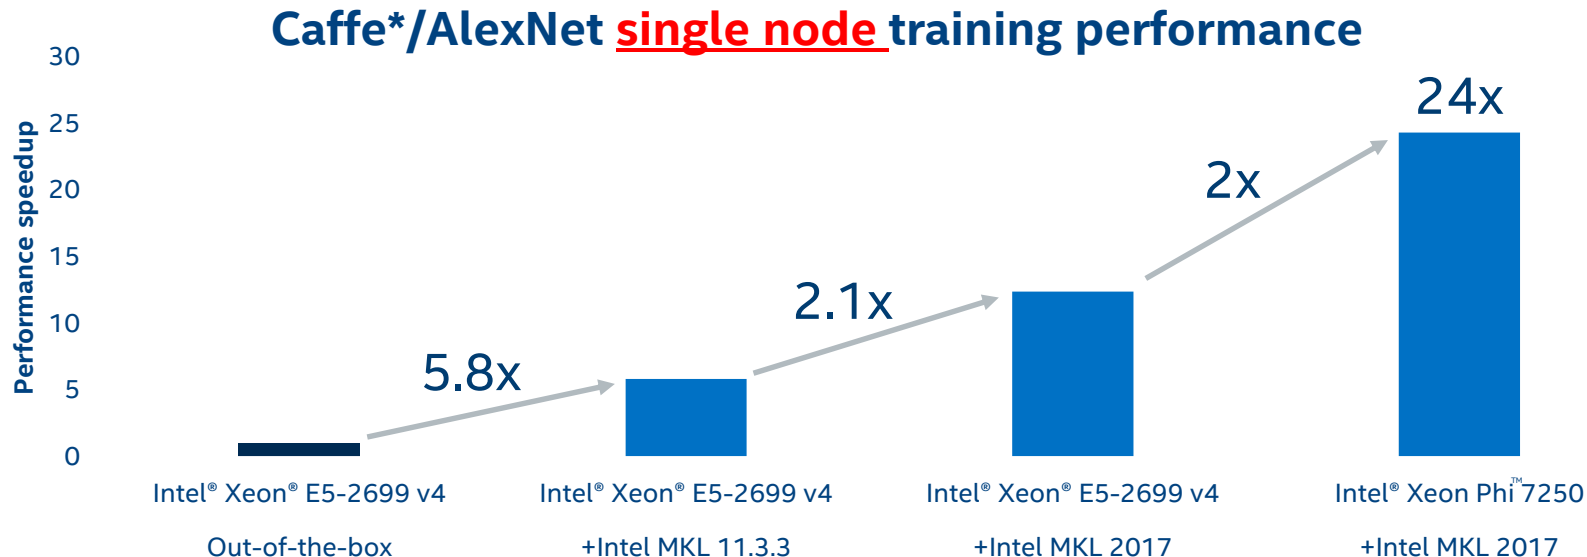 Caffe*/AlexNet single node training performance
Performance speedup
30
25
20
15
10
5
0
5.8x
2.1x
2x
24x
Intel® Xeon® E5-2699 v4
Out-of-the-box
Intel® Xeon® E5-2699 v4
+Intel MKL 11.3.3
Intel® Xeon® E5-2699 v4
+Intel MKL 2017
Intel® Xeon Phi™7250
+Intel MKL 2017